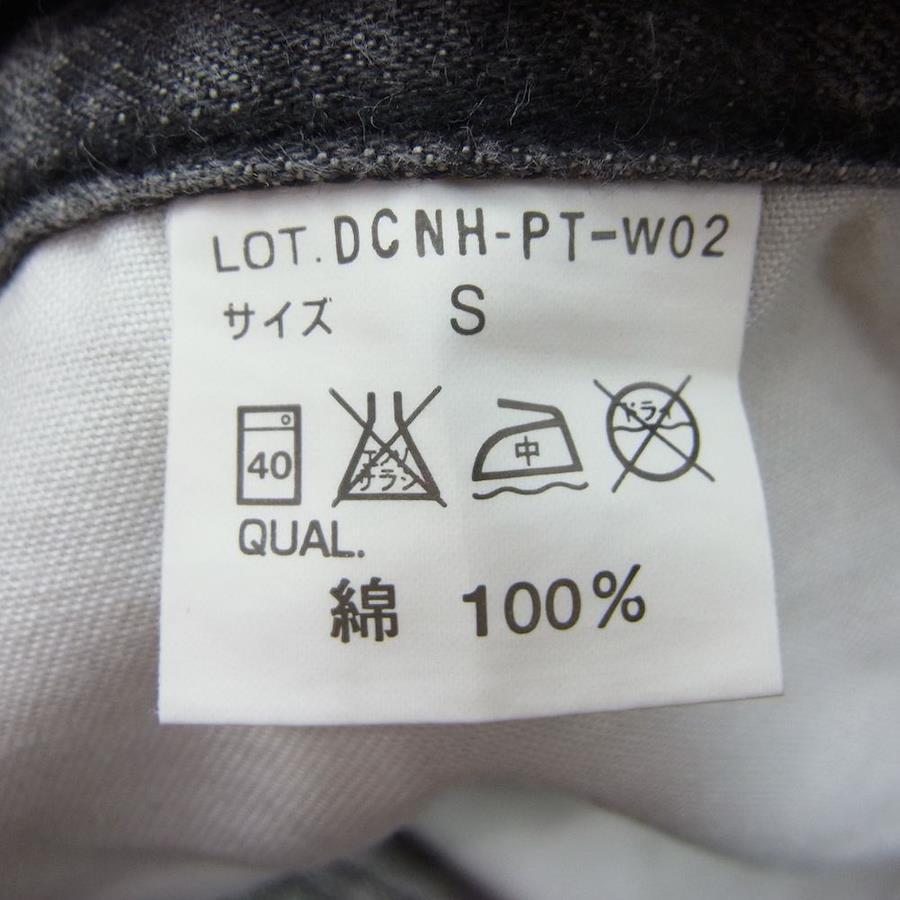 LOT. DCNH-PT-W02
サイズ S
40 エンソ サラシ 中 ドライ
QUAL.
綿 100%